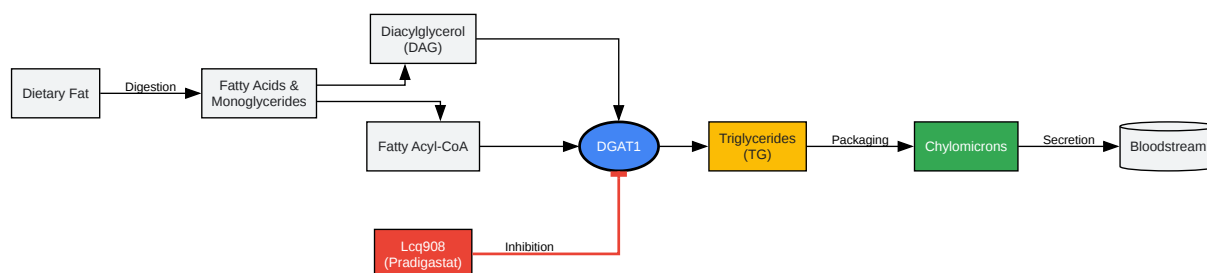 Diacylglycerol
(DAG)
Dietary Fat
Digestion
Fatty Acids &
Monoglycerides
Fatty Acyl-CoA
DGAT1
Triglycerides
(TG)
Packaging
Chylomicrons
Secretion
Bloodstream
Lcq908
(Pradigastat)
Inhibition